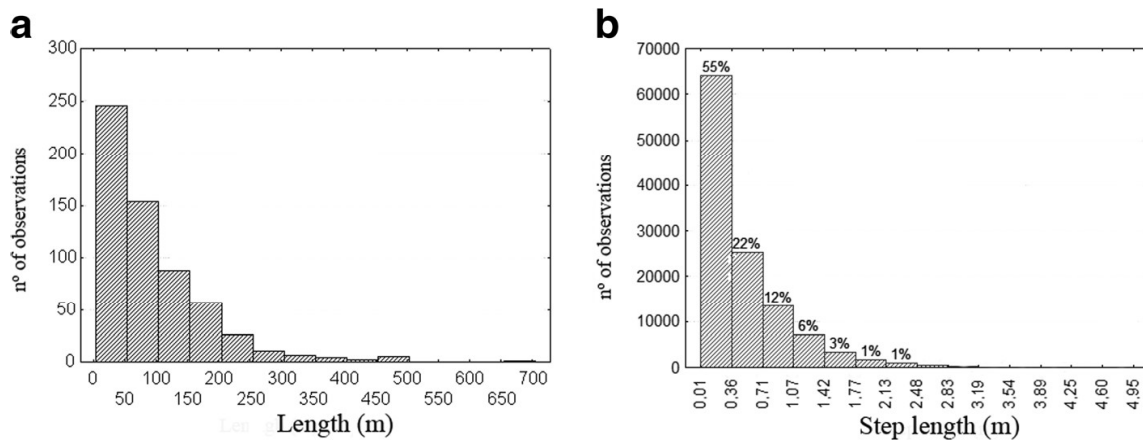 a
300
250
200
150
100
50
0
nº of observations
0 100 200 300 400 500 600 700
50 150 250 350 450 550 650
Length (m)
b
70000
60000
50000
40000
30000
20000
10000
0
nº of observations
55%
22%
12%
6%
3%
1%
1%
0,01 0,36 0,71 1,07 1,42 1,77 2,13 2,48 2,83 3,19 3,54 3,89 4,25 4,60 4,95
Step length (m)